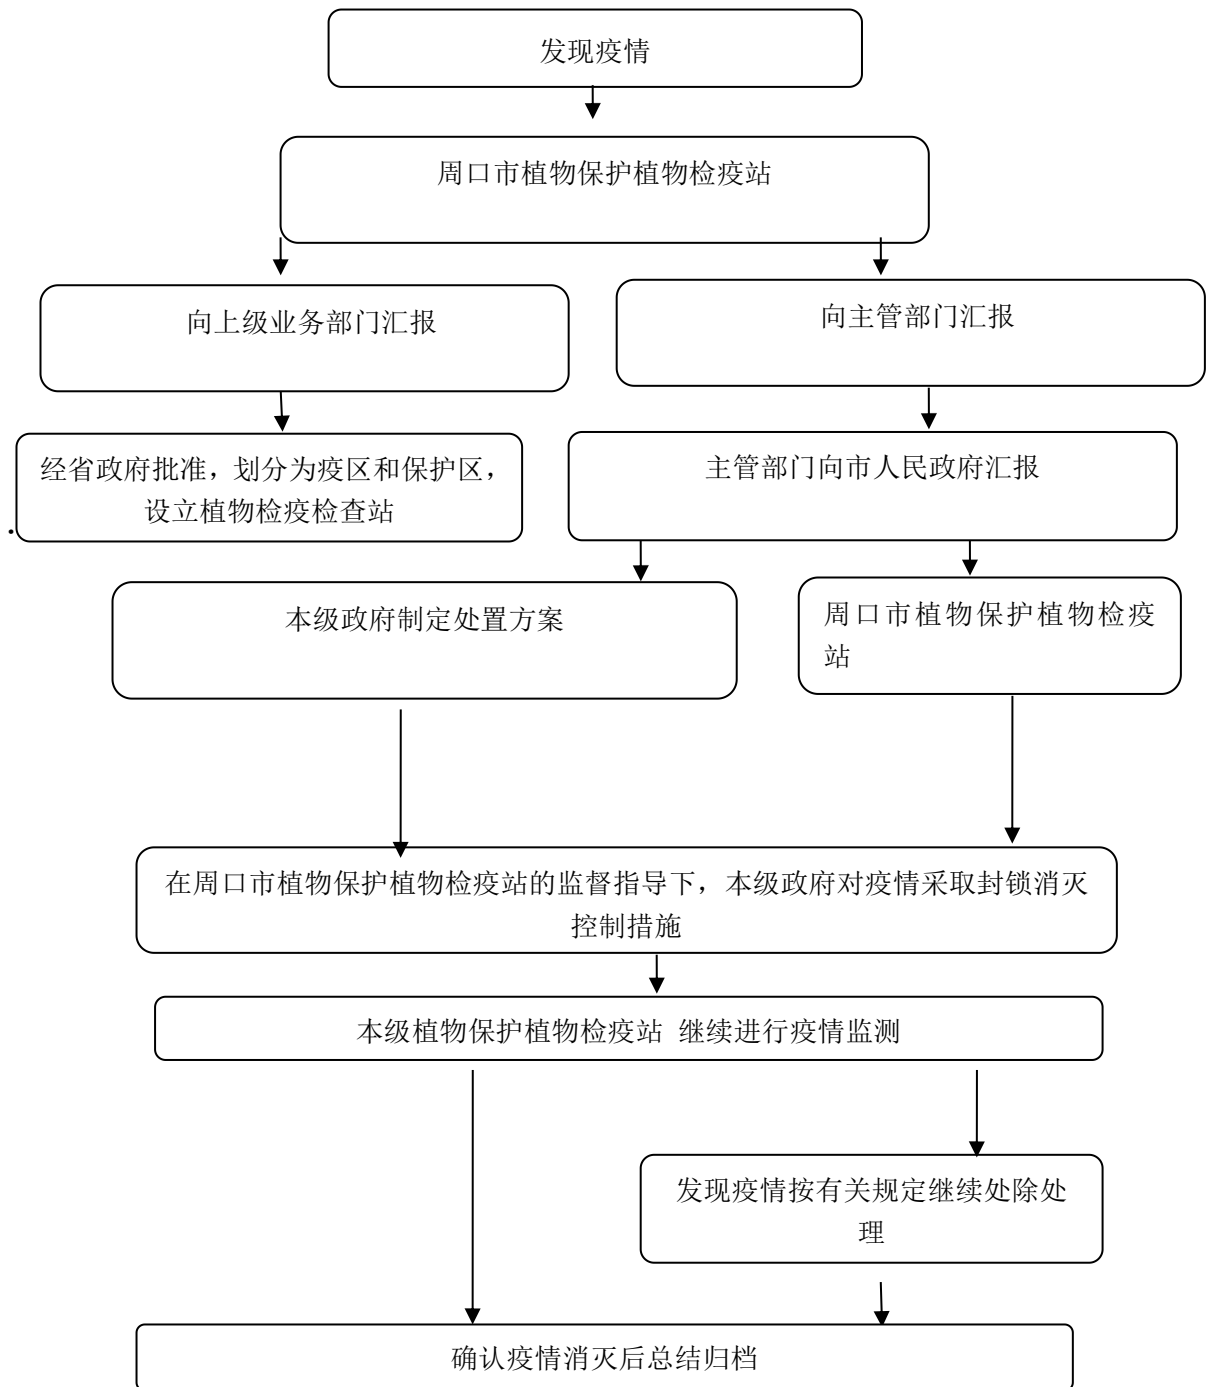 发现疫情
周口市植物保护植物检疫站
向上级业务部门汇报
向主管部门汇报
经省政府批准，划分为疫区和保护区，
设立植物检疫检查站
主管部门向市人民政府汇报
本级政府制定处置方案
周口市植物保护植物检疫
站
在周口市植物保护植物检疫站的监督指导下，本级政府对疫情采取封锁消灭
控制措施
本级植物保护植物检疫站 继续进行疫情监测
发现疫情按有关规定继续处除处
理
确认疫情消灭后总结归档